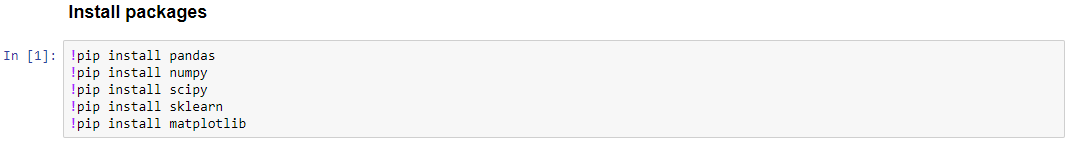 Install packages
In [1]: !pip install pandas
!pip install numpy
!pip install scipy
!pip install sklearn
!pip install matplotlib